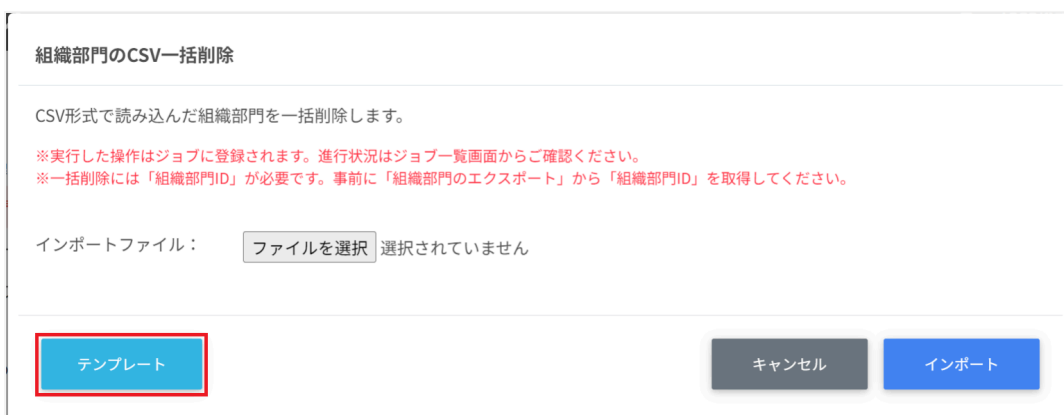 組織部門のCSV一括削除
CSV形式で読み込んだ組織部門を一括削除します。
※実行した操作はジョブに登録されます。進行状況はジョブ一覧画面からご確認ください。
※一括削除には「組織部門ID」が必要です。事前に「組織部門のエクスポート」から「組織部門ID」を取得してください。
インポートファイル： ファイルを選択 選択されていません
テンプレート キャンセル インポート